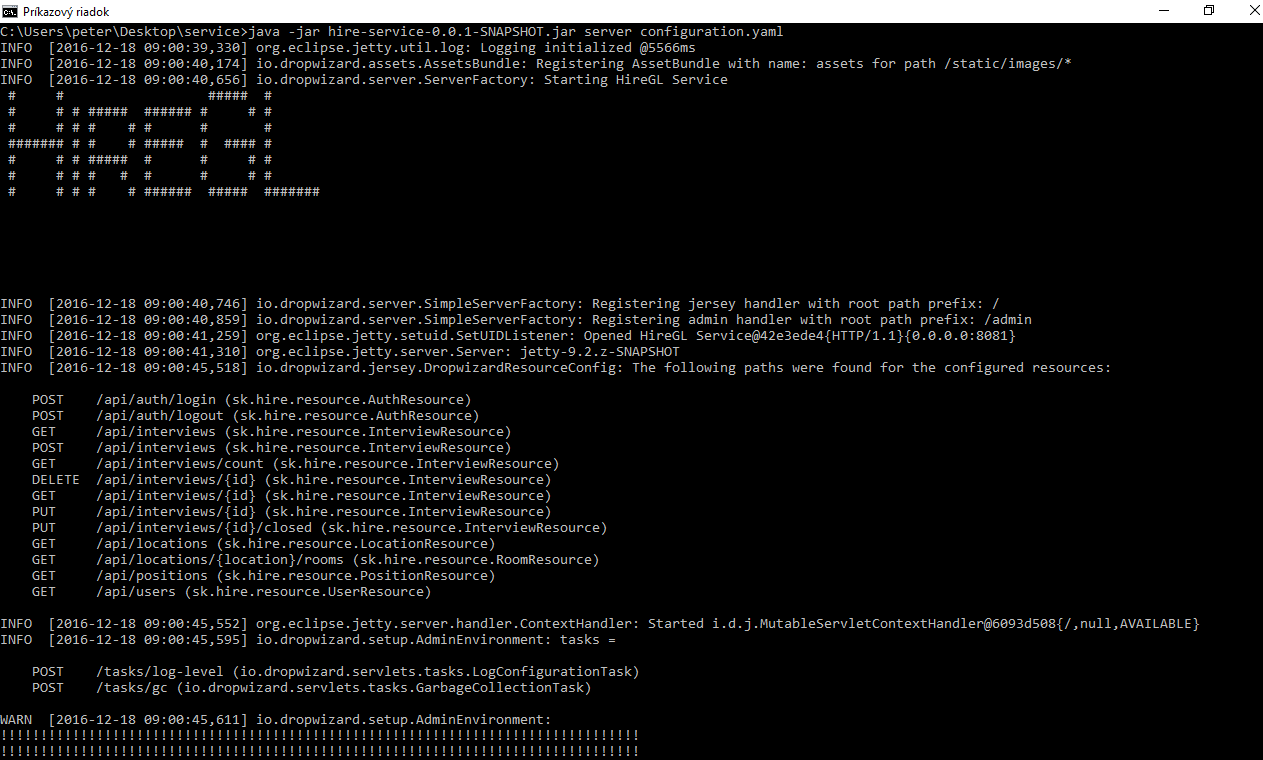 Príkazový riadok
C:\Users\peter\Desktop\service>java -jar hire-service-0.0.1-SNAPSHOT.jar server configuration.yaml
INFO  [2016-12-18 09:00:39,330] org.eclipse.jetty.util.log: Logging initialized @5566ms
INFO  [2016-12-18 09:00:40,174] io.dropwizard.assets.AssetsBundle: Registering AssetBundle with name: assets for path /static/images/*
INFO  [2016-12-18 09:00:40,656] io.dropwizard.server.ServerFactory: Starting HireGL Service
 #     #                  #####  #
 #     # # #####  ###### #     # #
 #     # # #    # #      #       #
 ####### # #    # #####  #  #### #
 #     # # #####  #      #     # #
 #     # # #   #  #      #     # #
 #     # # #    # ######  #####  #######
INFO  [2016-12-18 09:00:40,746] io.dropwizard.server.SimpleServerFactory: Registering jersey handler with root path prefix: /
INFO  [2016-12-18 09:00:40,859] io.dropwizard.server.SimpleServerFactory: Registering admin handler with root path prefix: /admin
INFO  [2016-12-18 09:00:41,259] org.eclipse.jetty.setuid.SetUIDListener: Opened HireGL Service@42e3ede4{HTTP/1.1}{0.0.0.0:8081}
INFO  [2016-12-18 09:00:41,310] org.eclipse.jetty.server.Server: jetty-9.2.z-SNAPSHOT
INFO  [2016-12-18 09:00:45,518] io.dropwizard.jersey.DropwizardResourceConfig: The following paths were found for the configured resources:
    POST    /api/auth/login (sk.hire.resource.AuthResource)
    POST    /api/auth/logout (sk.hire.resource.AuthResource)
    GET     /api/interviews (sk.hire.resource.InterviewResource)
    POST    /api/interviews (sk.hire.resource.InterviewResource)
    GET     /api/interviews/count (sk.hire.resource.InterviewResource)
    DELETE  /api/interviews/{id} (sk.hire.resource.InterviewResource)
    GET     /api/interviews/{id} (sk.hire.resource.InterviewResource)
    PUT     /api/interviews/{id} (sk.hire.resource.InterviewResource)
    PUT     /api/interviews/{id}/closed (sk.hire.resource.InterviewResource)
    GET     /api/locations (sk.hire.resource.LocationResource)
    GET     /api/locations/{location}/rooms (sk.hire.resource.RoomResource)
    GET     /api/positions (sk.hire.resource.PositionResource)
    GET     /api/users (sk.hire.resource.UserResource)
INFO  [2016-12-18 09:00:45,552] org.eclipse.jetty.server.handler.ContextHandler: Started i.d.j.MutableServletContextHandler@6093d508{/,null,AVAILABLE}
INFO  [2016-12-18 09:00:45,595] io.dropwizard.setup.AdminEnvironment: tasks =
    POST    /tasks/log-level (io.dropwizard.servlets.tasks.LogConfigurationTask)
    POST    /tasks/gc (io.dropwizard.servlets.tasks.GarbageCollectionTask)
WARN  [2016-12-18 09:00:45,611] io.dropwizard.setup.AdminEnvironment:
!!!!!!!!!!!!!!!!!!!!!!!!!!!!!!!!!!!!!!!!!!!!!!!!!!!!!!!!!!!!!!!!!!!!!!!!!!!!!!!!
!!!!!!!!!!!!!!!!!!!!!!!!!!!!!!!!!!!!!!!!!!!!!!!!!!!!!!!!!!!!!!!!!!!!!!!!!!!!!!!!